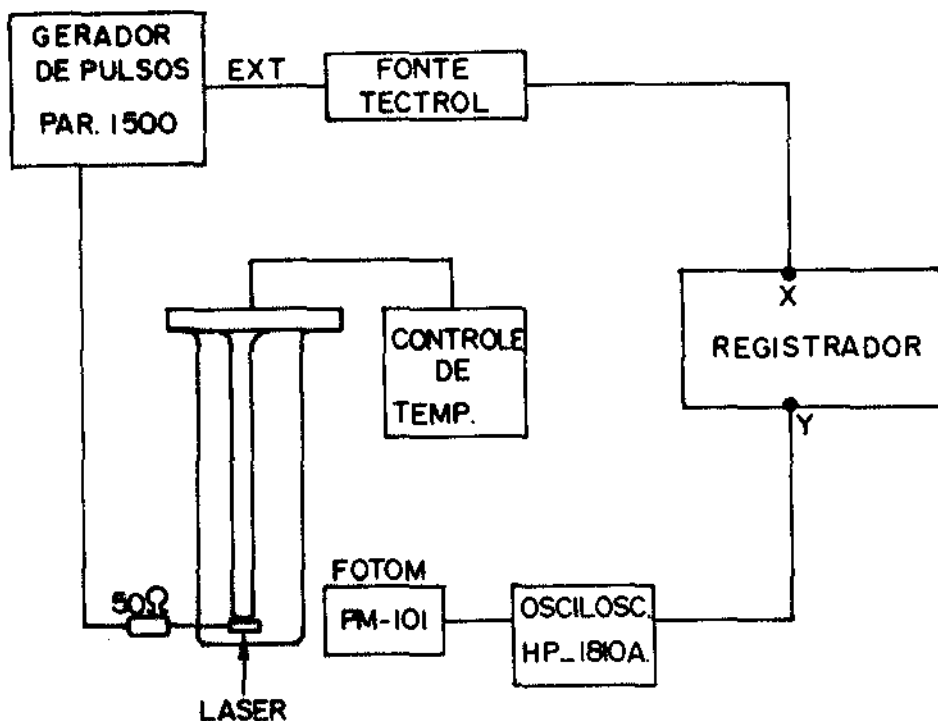 GERADOR
DE PULSOS
PAR. 1500
EXT
FONTE
TECTROL
X
REGISTRADOR
Y
CONTROLE
DE
TEMP.
FOTOM
PM-101
OSCILOSC.
HP_1810A.
50Ω
LASER